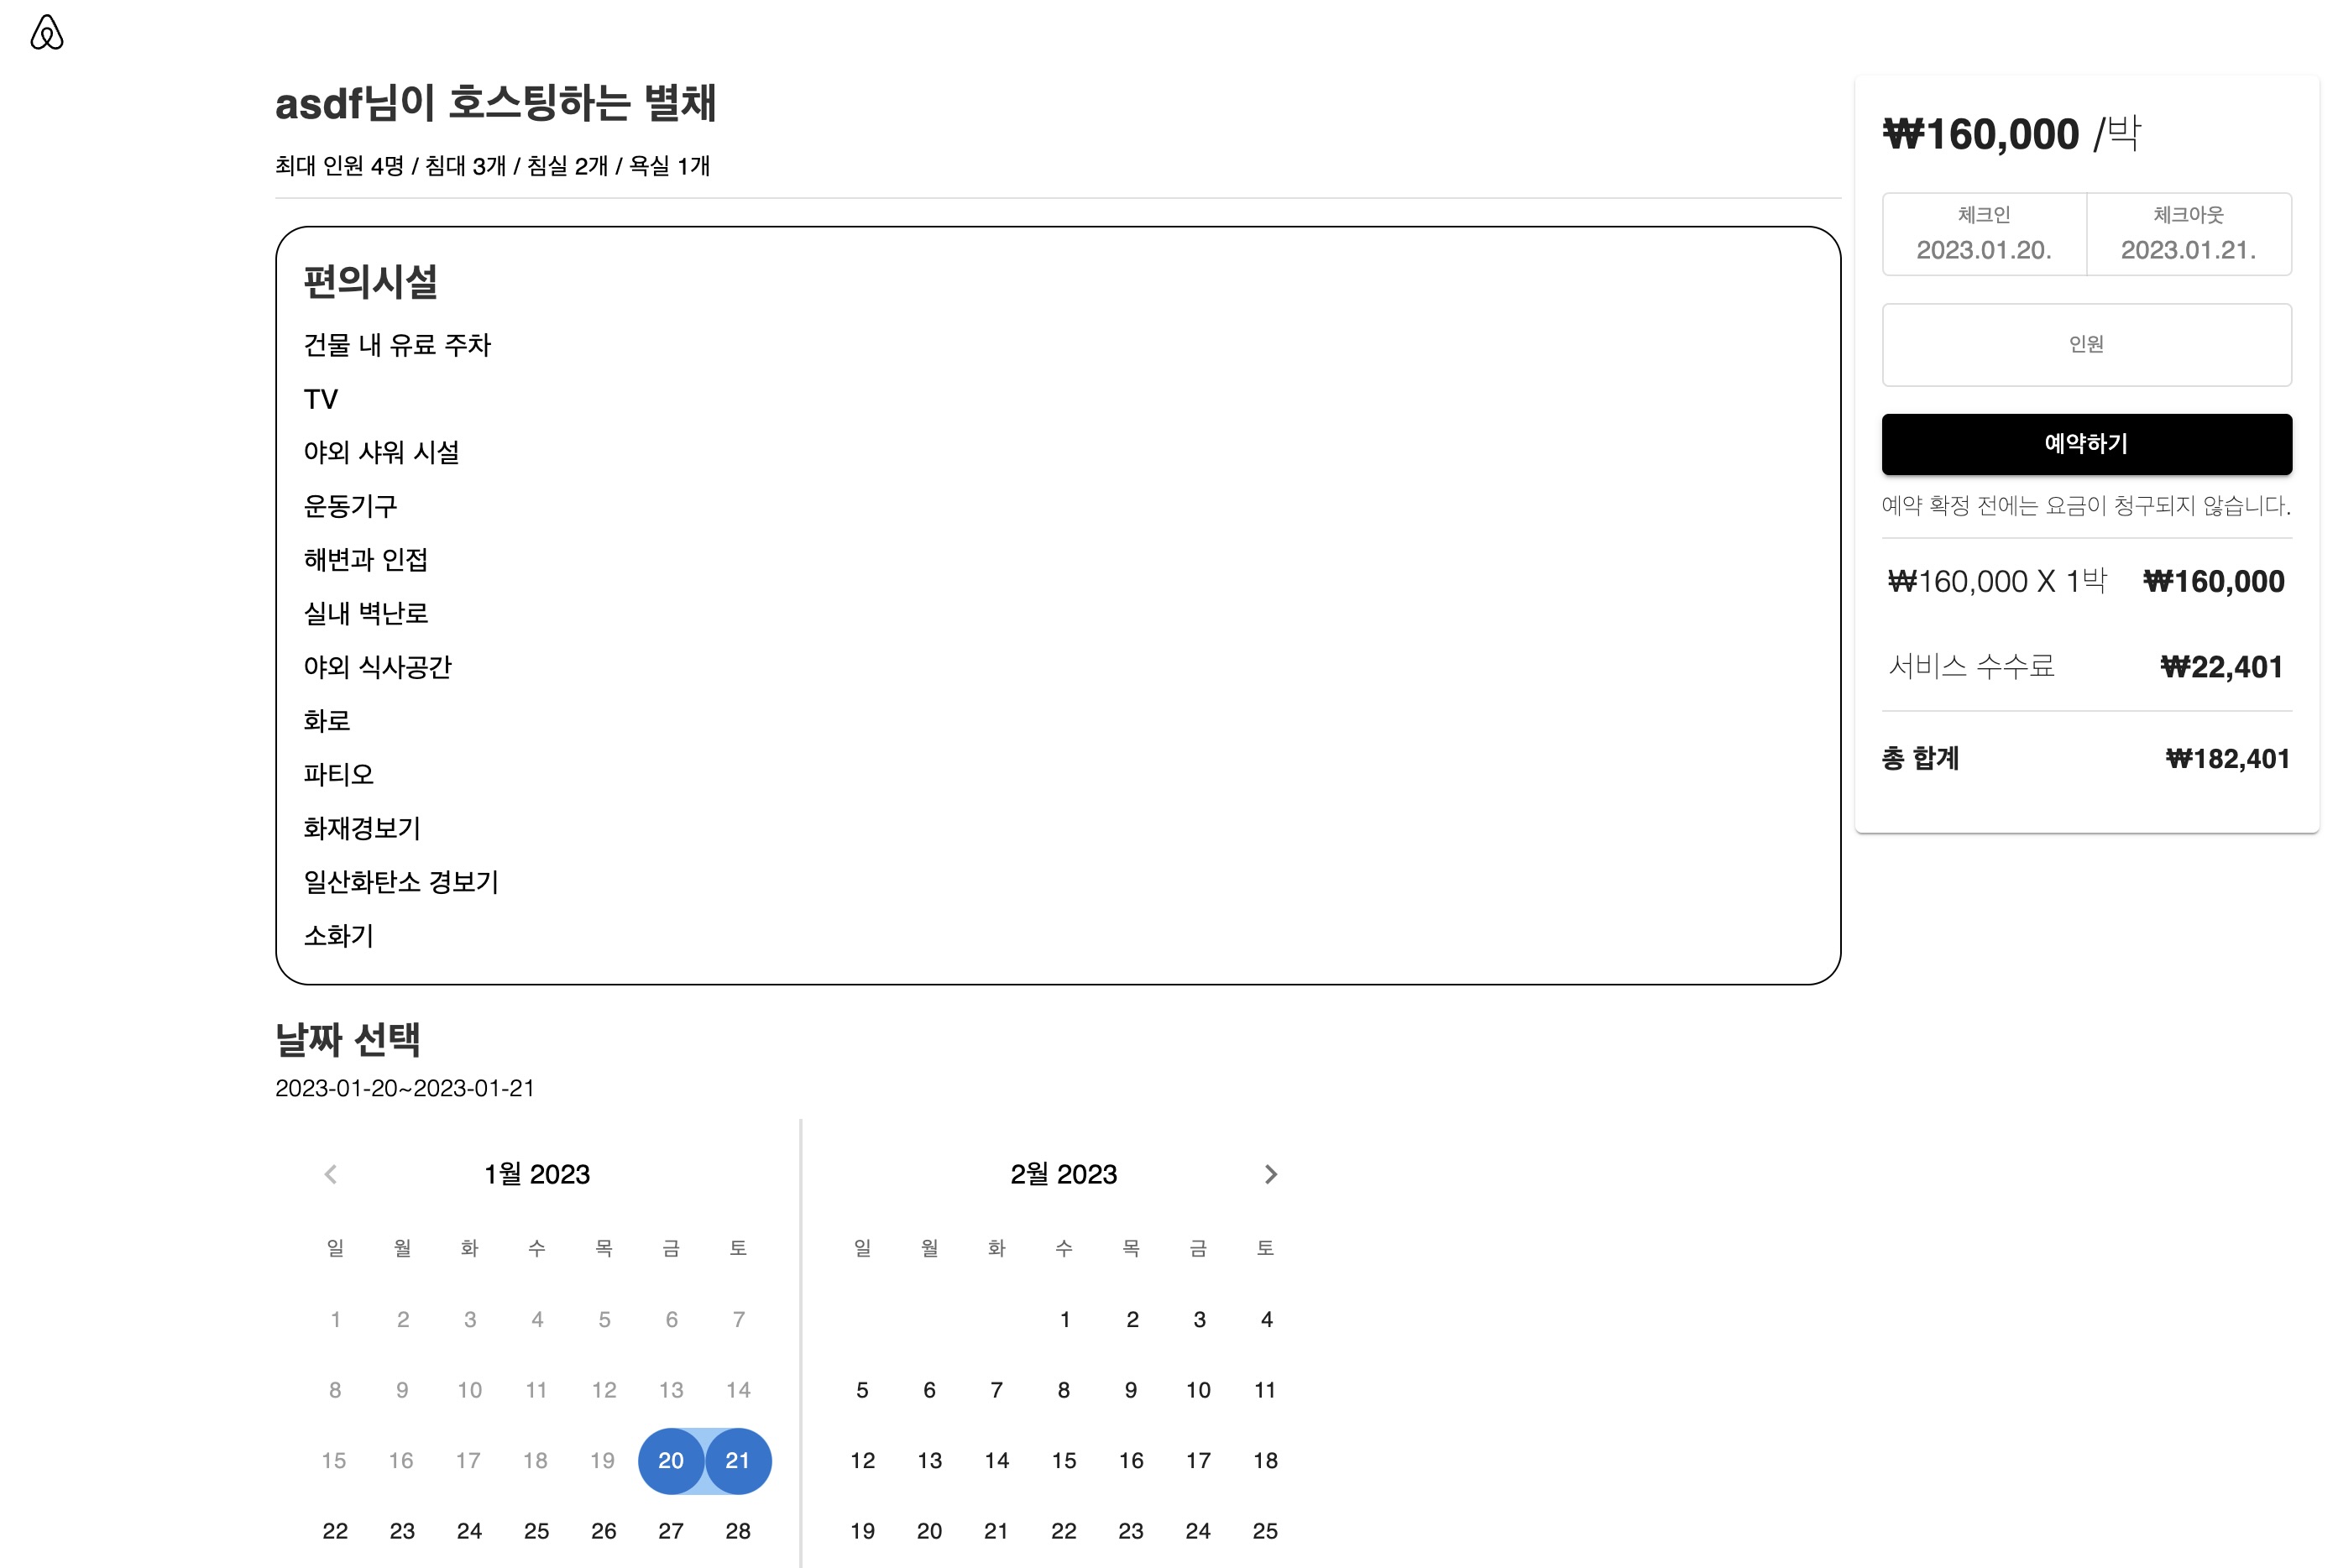 asdf님이 호스팅하는 별채
최대 인원 4명 / 침대 3개 / 침실 2개 / 욕실 1개
편의시설
건물 내 유료 주차
TV
야외 샤워 시설
운동기구
해변과 인접
실내 벽난로
야외 식사공간
화로
파티오
화재경보기
일산화탄소 경보기
소화기
₩160,000 /박
체크인 체크아웃
2023.01.20. 2023.01.21.
인원
예약하기
예약 확정 전에는 요금이 청구되지 않습니다.
₩160,000 X 1박 ₩160,000
서비스 수수료 ₩22,401
총 합계 ₩182,401
날짜 선택
2023-01-20~2023-01-21
1월 2023
일 월 화 수 목 금 토
1 2 3 4 5 6 7
8 9 10 11 12 13 14
15 16 17 18 19 20 21
22 23 24 25 26 27 28
2월 2023
일 월 화 수 목 금 토
1 2 3 4
5 6 7 8 9 10 11
12 13 14 15 16 17 18
19 20 21 22 23 24 25